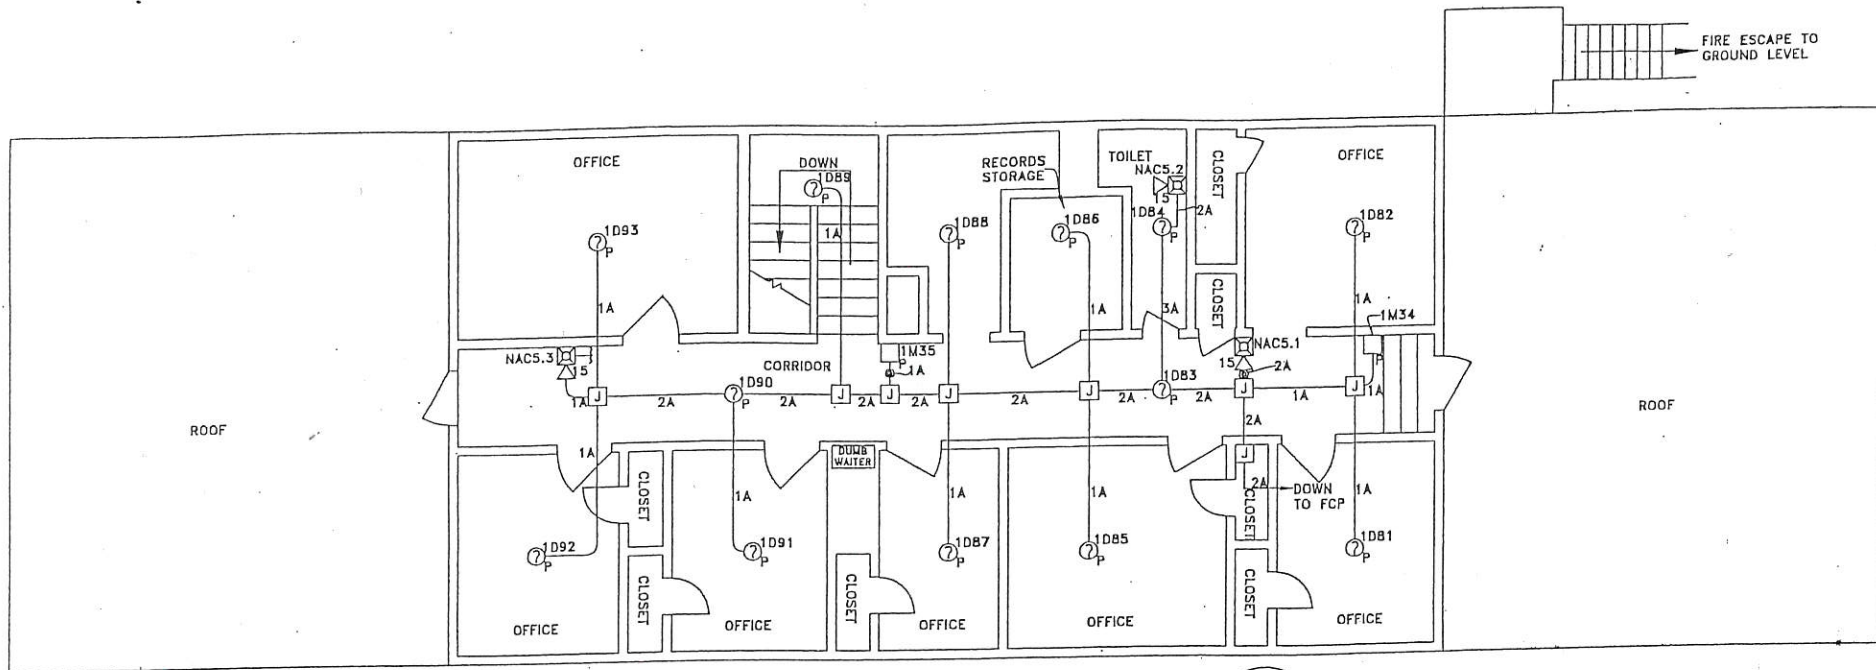 FIRE ESCAPE TO
GROUND LEVEL
OFFICE
DOWN
1D89
P
RECORDS
STORAGE
TOILET
NAC5.2
15
2A
CLOSET
OFFICE
1D93
P
1A
1D88
P
1D86
P
1D84
P
1D82
P
1A
1A
3A
1A
CLOSET
1M34
P
NAC5.3
15
CORRIDOR
1M35
P
1A
NAC5.1
15
2A
1A
J
2A
1D90
P
2A
J
2A
J
2A
J
2A
J
2A
1D83
P
2A
J
1A
J
1A
ROOF
ROOF
1A
2A
DUMB
WAITER
J
2A
DOWN
TO FCP
CLOSET
CLOSET
1A
1A
1A
1A
1D92
P
1D91
P
1D87
P
1D85
P
1D81
P
CLOSET
CLOSET
CLOSET
OFFICE
OFFICE
OFFICE
OFFICE
OFFICE